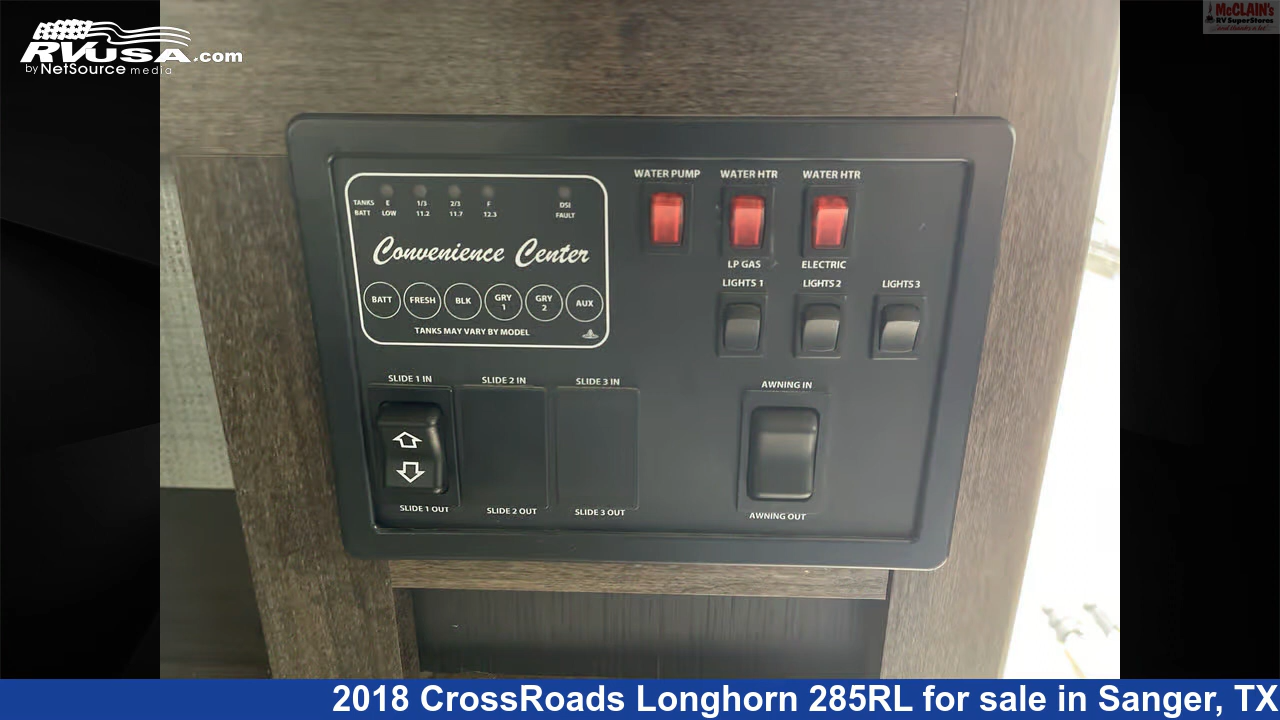 RVUSA.com
by NetSource media
McCLAIN's
RV SuperStores
WATER PUMP WATER HTR WATER HTR
TANKS E 1/3 2/3 F DSI
BATT LOW 11.2 11.7 12.3 FAULT
Convenience Center
LP GAS ELECTRIC
LIGHTS 1 LIGHTS 2 LIGHTS 3
BATT FRESH BLK GRY 1 GRY 2 AUX
TANKS MAY VARY BY MODEL
SLIDE 1 IN SLIDE 2 IN SLIDE 3 IN AWNING IN
SLIDE 1 OUT SLIDE 2 OUT SLIDE 3 OUT AWNING OUT
2018 CrossRoads Longhorn 285RL for sale in Sanger, TX